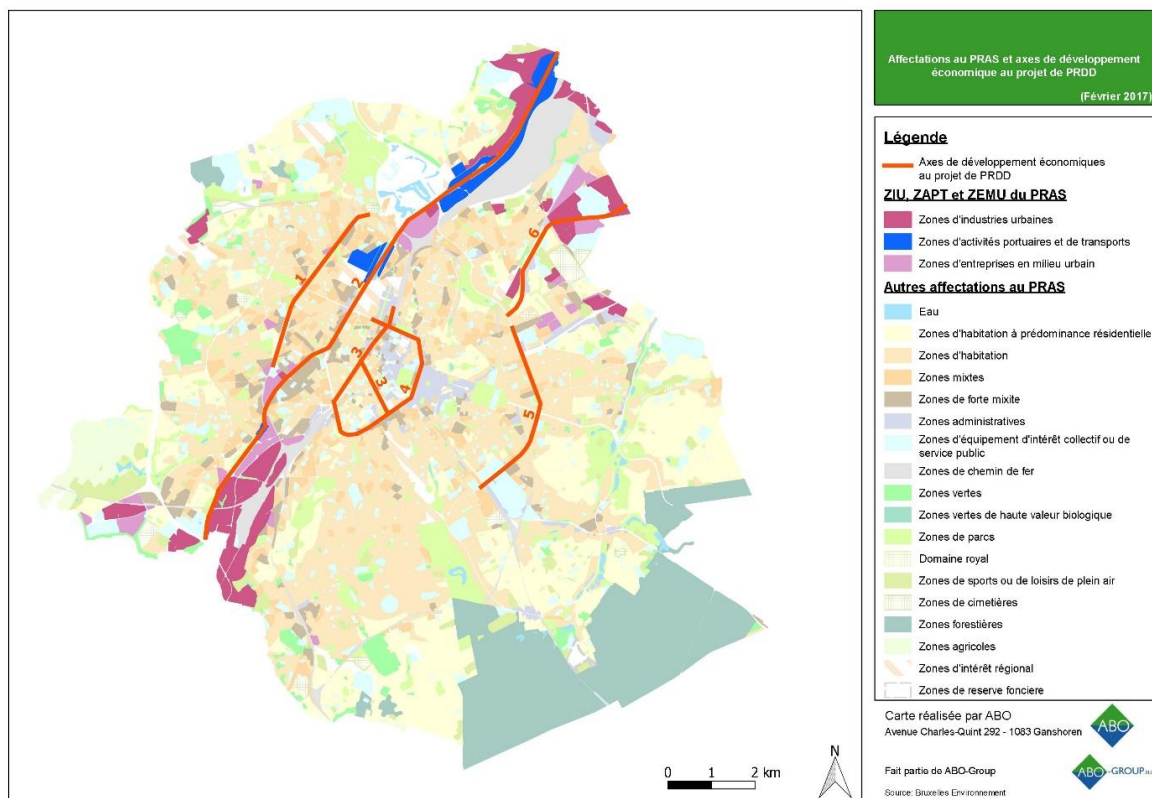 Affectations au PRAS et axes de développement
économique au projet de PRDD
(Février 2017)
Légende
Axes de développement économiques
au projet de PRDD
ZIU, ZAPT et ZEMU du PRAS
Zones d'industries urbaines
Zones d'activités portuaires et de transports
Zones d'entreprises en milieu urbain
Autres affectations au PRAS
Eau
Zones d'habitation à prédominance résidentielle
Zones d'habitation
Zones mixtes
Zones de forte mixite
Zones administratives
Zones d'équipement d'intérêt collectif ou de
service public
Zones de chemin de fer
Zones vertes
Zones vertes de haute valeur biologique
Zones de parcs
Domaine royal
Zones de sports ou de loisirs de plein air
Zones de cimetières
Zones forestières
Zones agricoles
Zones d'intérêt régional
Zones de reserve fonciere
Carte réalisée par ABO
Avenue Charles-Quint 292 - 1083 Ganshoren
ABO
Fait partie de ABO-Group
ABO-GROUP
Source: Bruxelles Environnement
1
2
3
3
4
5
6
0 1 2 km
N